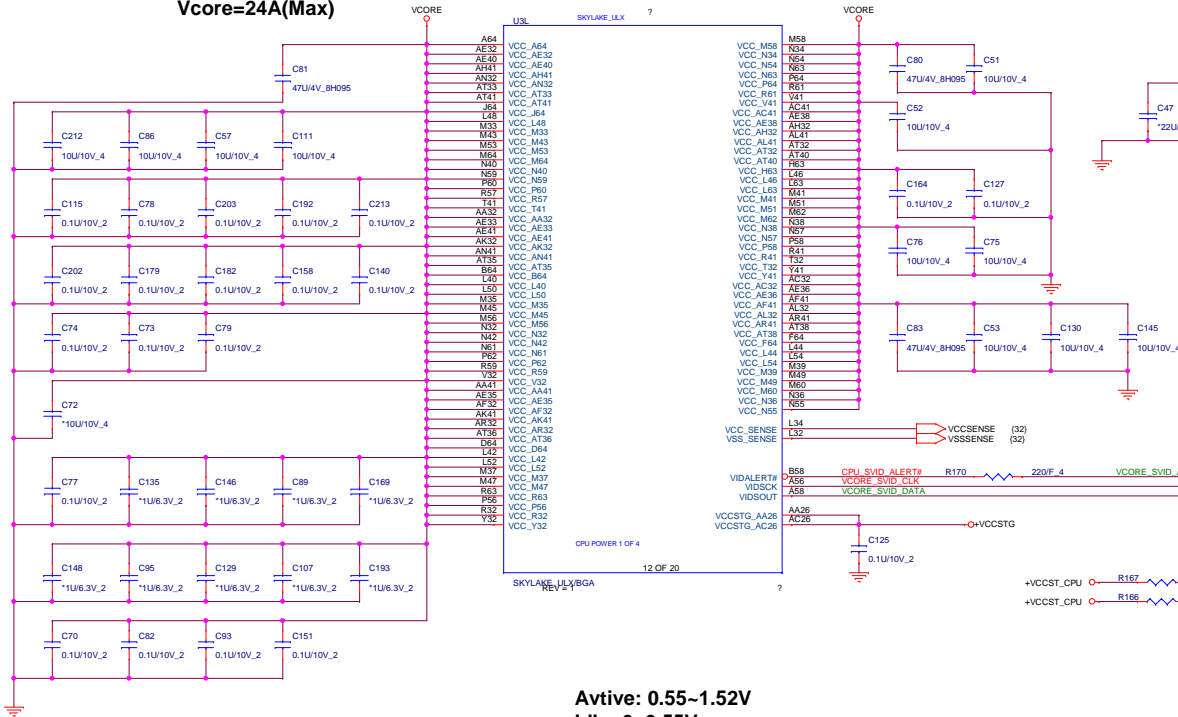 Vcore=24A(Max)
VCORE
?
VCORE
U3L
SKYLAKE_ULX
A64 VCC_A64
AE32 VCC_AE32
AE40 VCC_AE40
AH41 VCC_AH41
AN32 VCC_AN32
AT33 VCC_AT33
AT41 VCC_AT41
J64 VCC_J64
L48 VCC_L48
M33 VCC_M33
M43 VCC_M43
M53 VCC_M53
M64 VCC_M64
N40 VCC_N40
N59 VCC_N59
P60 VCC_P60
R57 VCC_R57
T41 VCC_T41
AA32 VCC_AA32
AE33 VCC_AE33
AE41 VCC_AE41
AK32 VCC_AK32
AN41 VCC_AN41
AT35 VCC_AT35
B64 VCC_B64
L40 VCC_L40
L50 VCC_L50
M35 VCC_M35
M45 VCC_M45
M56 VCC_M56
N32 VCC_N32
N42 VCC_N42
N61 VCC_N61
P62 VCC_P62
R59 VCC_R59
V32 VCC_V32
AA41 VCC_AA41
AE35 VCC_AE35
AF32 VCC_AF32
AK41 VCC_AK41
AR32 VCC_AR32
AT36 VCC_AT36
D64 VCC_D64
L42 VCC_L42
L52 VCC_L52
M37 VCC_M37
M47 VCC_M47
R63 VCC_R63
P56 VCC_P56
R32 VCC_R32
Y32 VCC_Y32
VCC_M58 M58
VCC_N34 N34
VCC_N54 N54
VCC_N63 N63
VCC_P64 P64
VCC_R61 R61
VCC_V41 V41
VCC_AC41 AC41
VCC_AE38 AE38
VCC_AH32 AH32
VCC_AL41 AL41
VCC_AT32 AT32
VCC_AT40 AT40
VCC_H63 H63
VCC_L46 L46
VCC_L63 L63
VCC_M41 M41
VCC_M51 M51
VCC_M62 M62
VCC_N38 N38
VCC_N57 N57
VCC_P58 P58
VCC_R41 R41
VCC_T32 T32
VCC_Y41 Y41
VCC_AC32 AC32
VCC_AE36 AE36
VCC_AF41 AF41
VCC_AL32 AL32
VCC_AR41 AR41
VCC_AT38 AT38
VCC_F64 F64
VCC_L44 L44
VCC_L54 L54
VCC_M39 M39
VCC_M49 M49
VCC_M60 M60
VCC_N36 N36
VCC_N55 N55
VCC_SENSE L34 VCCSENSE {32}
VSS_SENSE L32 VSSSENSE {32}
VIDALERT# B58 CPU_SVID_ALERT# R170 220/F_4 VCORE_SVID_
VIDSCK A56 VCORE_SVID_CLK
VIDSOUT A58 VCORE_SVID_DATA
VCCSTG_AA26 AA26
VCCSTG_AC26 AC26 +VCCSTG
CPU POWER 1 OF 4
12 OF 20
SKYLAKE_ULX/BGA
REV = 1
?
C81
47U/4V_8H095
C212 C86 C57 C111
10U/10V_4 10U/10V_4 10U/10V_4 10U/10V_4
C115 C78 C203 C192 C213
0.1U/10V_2 0.1U/10V_2 0.1U/10V_2 0.1U/10V_2 0.1U/10V_2
C202 C179 C182 C158 C140
0.1U/10V_2 0.1U/10V_2 0.1U/10V_2 0.1U/10V_2 0.1U/10V_2
C74 C73 C79
0.1U/10V_2 0.1U/10V_2 0.1U/10V_2
C72
*10U/10V_4
C77 C135 C146 C89 C169
0.1U/10V_2 *1U/6.3V_2 *1U/6.3V_2 *1U/6.3V_2 *1U/6.3V_2
C148 C95 C129 C107 C193
*1U/6.3V_2 *1U/6.3V_2 *1U/6.3V_2 *1U/6.3V_2 *1U/6.3V_2
C70 C82 C93 C151
0.1U/10V_2 0.1U/10V_2 0.1U/10V_2 0.1U/10V_2
C80 C51
47U/4V_8H095 10U/10V_4
C47
*22U/
C52
10U/10V_4
C164 C127
0.1U/10V_2 0.1U/10V_2
C76 C75
10U/10V_4 10U/10V_4
C83 C53 C130 C145
47U/4V_8H095 10U/10V_4 10U/10V_4 10U/10V_4
C125
0.1U/10V_2
+VCCST_CPU R167
+VCCST_CPU R166
Avtive: 0.55~1.52V